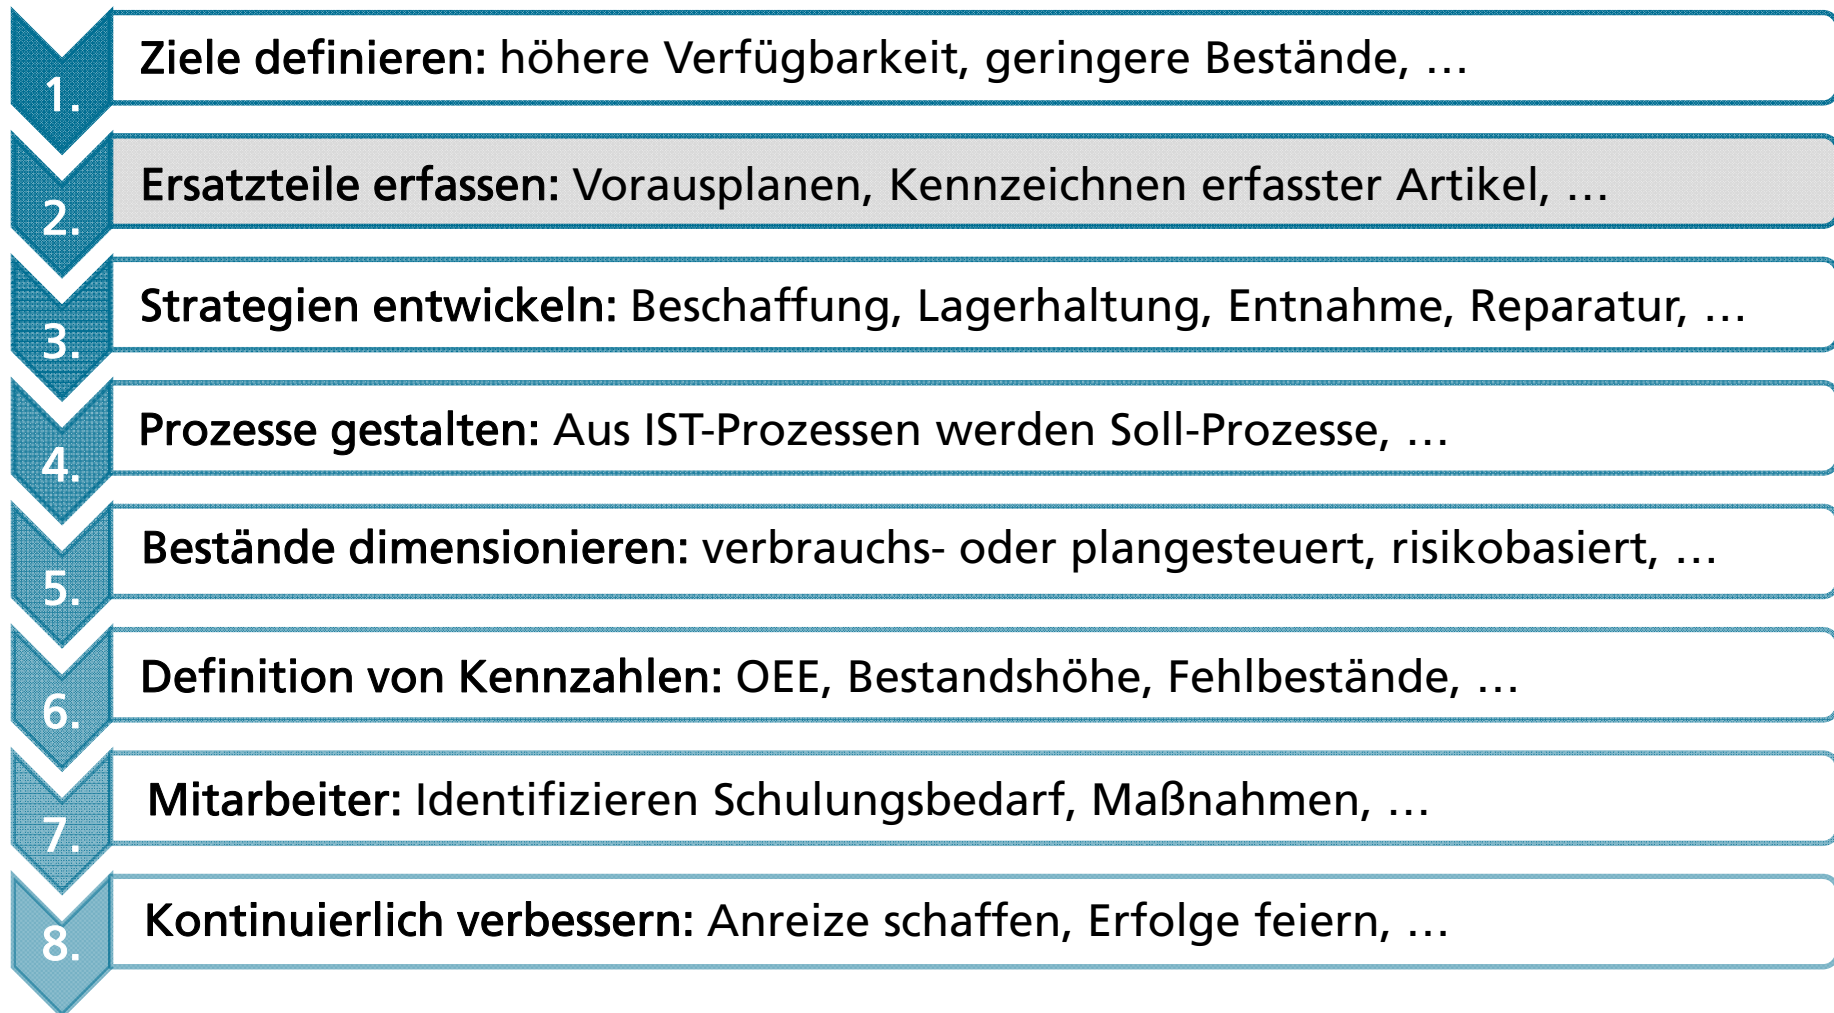 1. Ziele definieren: höhere Verfügbarkeit, geringere Bestände, …
2. Ersatzteile erfassen: Vorausplanen, Kennzeichnen erfasster Artikel, …
3. Strategien entwickeln: Beschaffung, Lagerhaltung, Entnahme, Reparatur, …
4. Prozesse gestalten: Aus IST-Prozessen werden Soll-Prozesse, …
5. Bestände dimensionieren: verbrauchs- oder plangesteuert, risikobasiert, …
6. Definition von Kennzahlen: OEE, Bestandshöhe, Fehlbestände, …
7. Mitarbeiter: Identifizieren Schulungsbedarf, Maßnahmen, …
8. Kontinuierlich verbessern: Anreize schaffen, Erfolge feiern, …